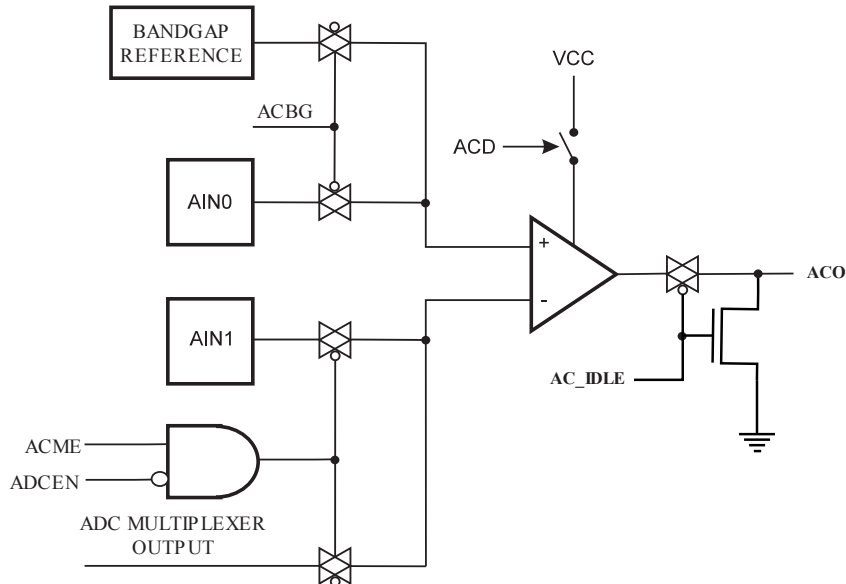 BANDGAP
REFERENCE
ACBG
AIN0
VCC
ACD
+
-
ACO
AIN1
AC_IDLE
ACME
ADCEN
ADC MULTIPLEXER
OUTPUT